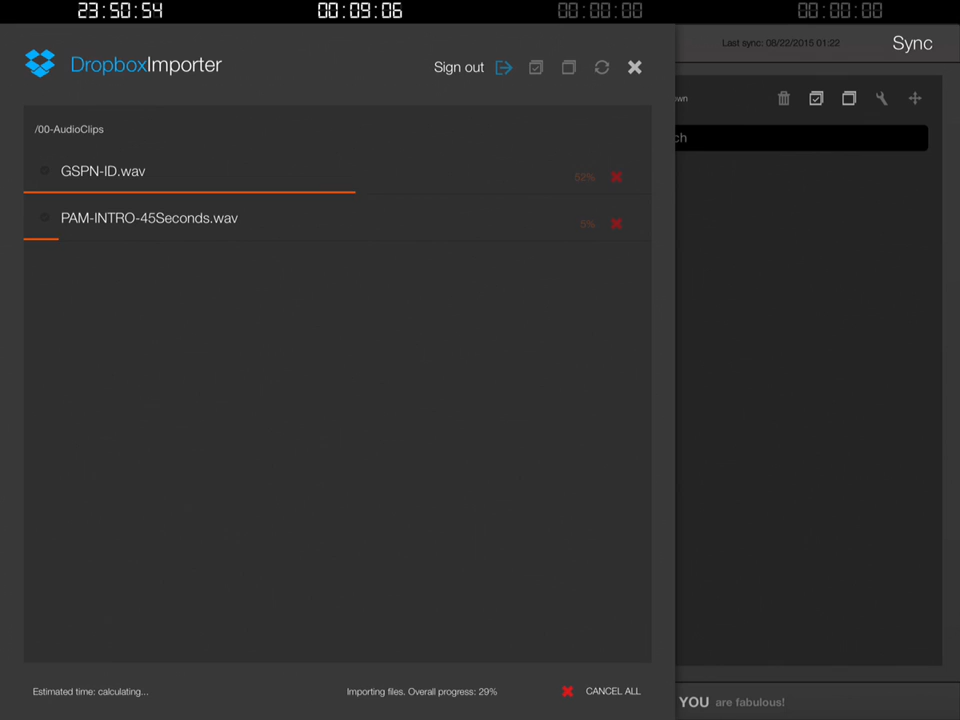 23:50:54 00:09:06 00:00:00 00:00:00
DropboxImporter Sign out
Last sync: 08/22/2015 01:22 Sync
/00-AudioClips
GSPN-ID.wav 52%
PAM-INTRO-45Seconds.wav 5%
Estimated time: calculating... Importing files. Overall progress: 29% CANCEL ALL
YOU are fabulous!